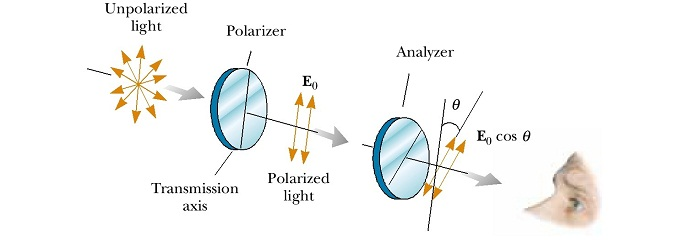 Unpolarized
light
Polarizer
Analyzer
E0
θ
E0 cos θ
Transmission
axis
Polarized
light